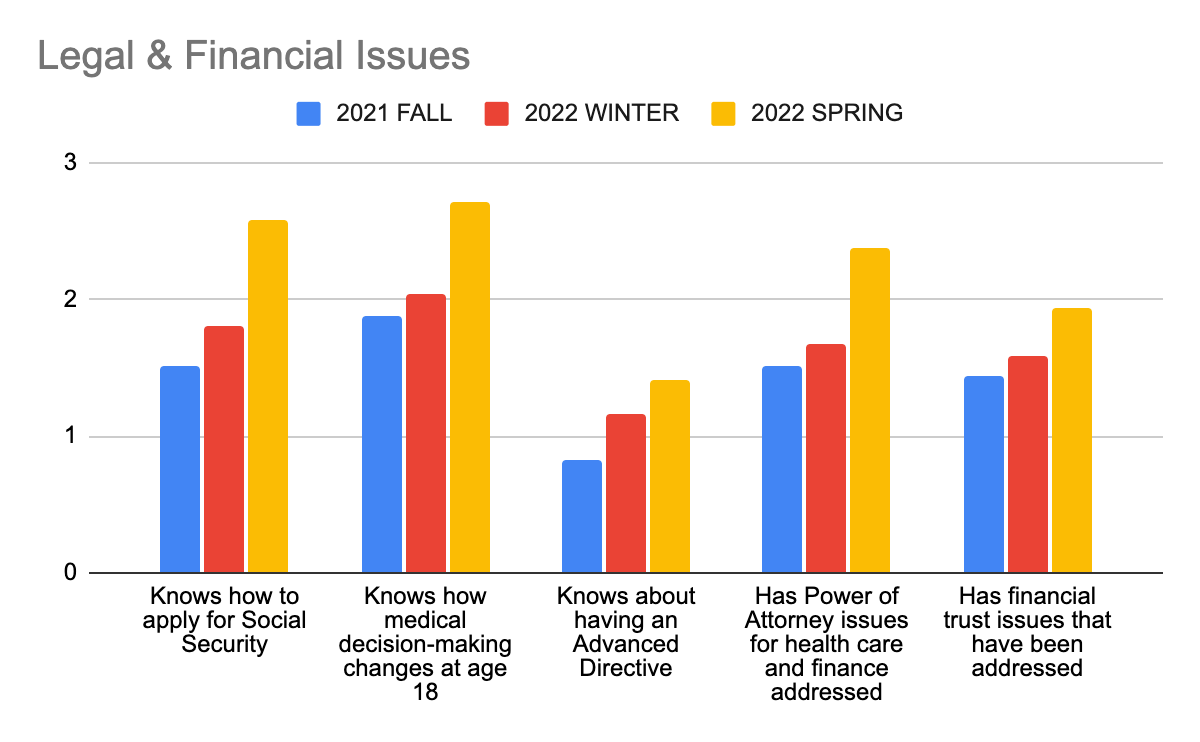 Legal & Financial Issues
2021 FALL
2022 WINTER
2022 SPRING
3
2
1
0
Knows how to
apply for Social
Security
Knows how
medical
decision-making
changes at age
18
Knows about
having an
Advanced
Directive
Has Power of
Attorney issues
for health care
and finance
addressed
Has financial
trust issues that
have been
addressed